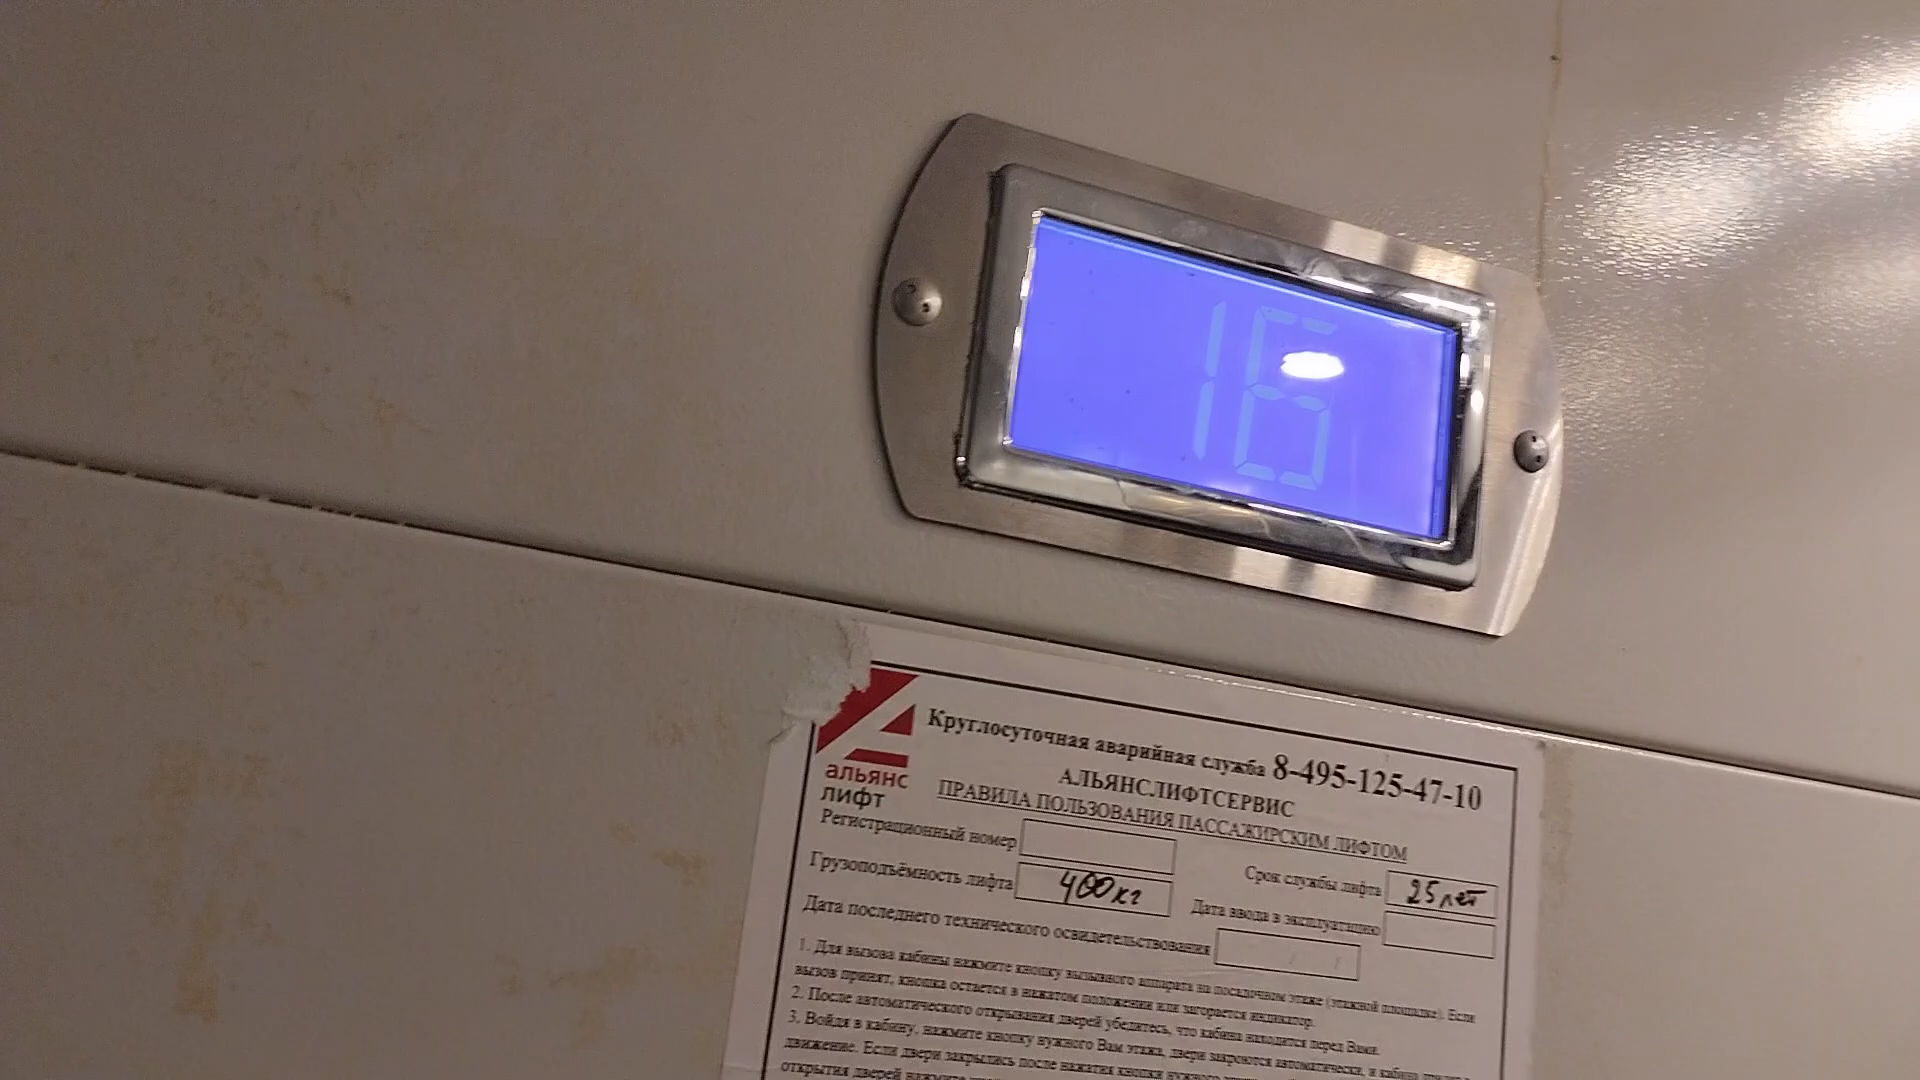 16
Круглосуточная аварийная служба 8-495-125-47-10
АЛЬЯНС
ЛИФТ
АЛЬЯНСЛИФТСЕРВИС
ПРАВИЛА ПОЛЬЗОВАНИЯ ПАССАЖИРСКИМ ЛИФТОМ
Регистрационный номер
Грузоподъёмность лифта 400кг
Срок службы лифта 25 лет
Дата ввода в эксплуатацию
Дата последнего технического освидетельствования / /
1. Для вызова кабины нажмите кнопку вызывного аппарата на посадочном этаже (этажной площадке). Если
вызов принят, кнопка остается в нажатом положении или загорается индикатор.
2. После автоматического открывания дверей убедитесь, что кабина находится перед Вами.
3. Войдя в кабину, нажмите кнопку нужного Вам этажа, двери закроются автоматически, и кабина
движение. Если двери закрылись после нажатия кнопки нужного
открытия дверей нажмите